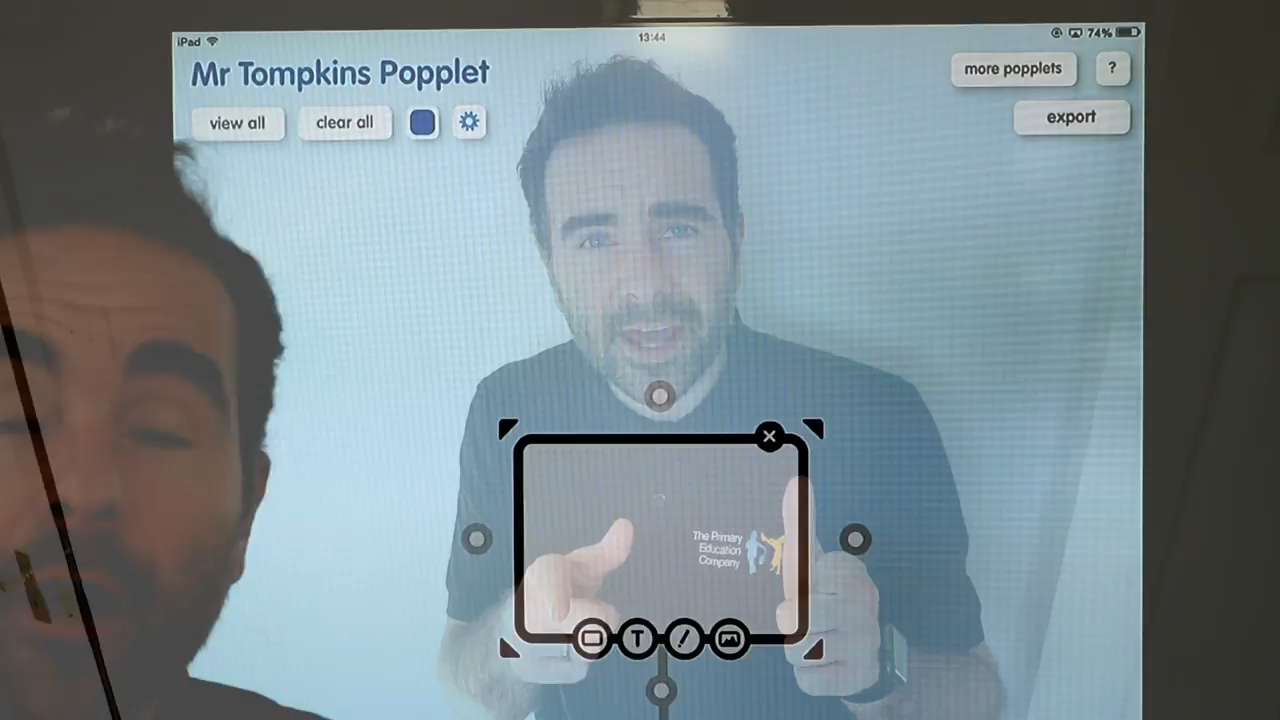 iPad 13:44 74%
Mr Tompkins Popplet more popplets ?
view all clear all export
The Primary
Education
Company
T